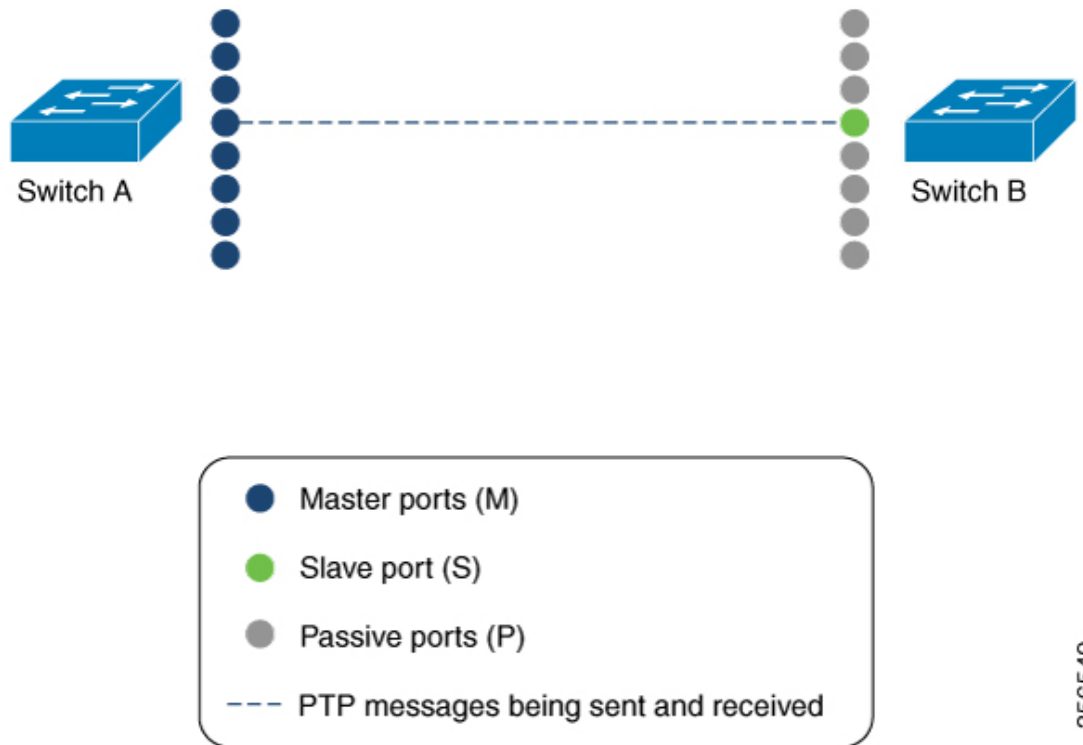 Switch A
Switch B
Master ports (M)
Slave port (S)
Passive ports (P)
PTP messages being sent and received